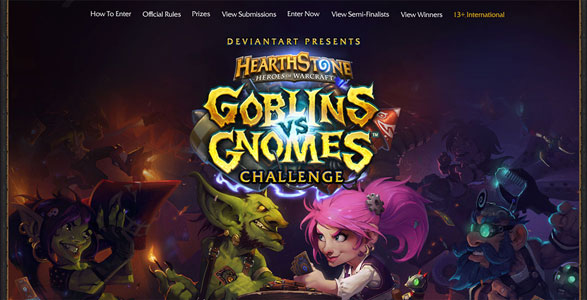 How To Enter Official Rules Prizes View Submissions Enter Now View Semi-Finalists View Winners 13+, International
DEVIANTART PRESENTS
HEARTHSTONE
HEROES OF WARCRAFT
GOBLINS
VS
GNOMES™
CHALLENGE